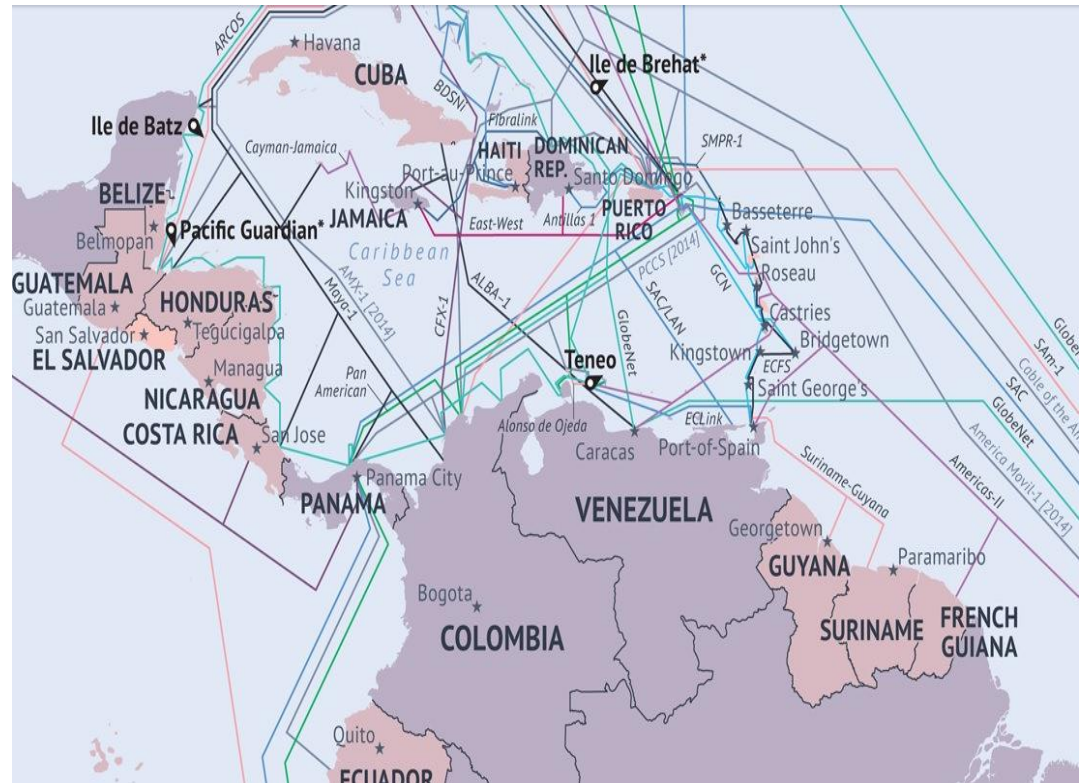 ARCOS
Havana
CUBA
Ile de Brehat*
BDSNi
Ile de Batz
Fibralink
SMPR-1
Cayman-Jamaica
HAITI
DOMINICAN
REP.
Port-au-Prince
Santo Domingo
BELIZE
Kingston
JAMAICA
East-West
Antillas 1
PUERTO
RICO
Basseterre
Belmopan
Pacific Guardian*
Saint John's
Caribbean
Sea
PCCS [2014]
GCN
Roseau
GUATEMALA
Guatemala
HONDURAS
AMX-1 [2014]
Maya-1
CFX-1
ALBA-1
SAC/LAN
Castries
San Salvador
Tegucigalpa
GlobeNet
Kingstown
Bridgetown
EL SALVADOR
Managua
Pan
American
Teneo
ECFS
Saint George's
SAm-1
SAC
GlobeNet
America Movil-1 [2014]
NICARAGUA
COSTA RICA
San Jose
Alonso de Ojeda
ECLink
Caracas
Port-of-Spain
PANAMA
Panama City
Suriname-Guyana
Americas-II
VENEZUELA
Georgetown
GUYANA
Paramaribo
Bogota
COLOMBIA
SURINAME
FRENCH
GUIANA
Quito
ECUADOR